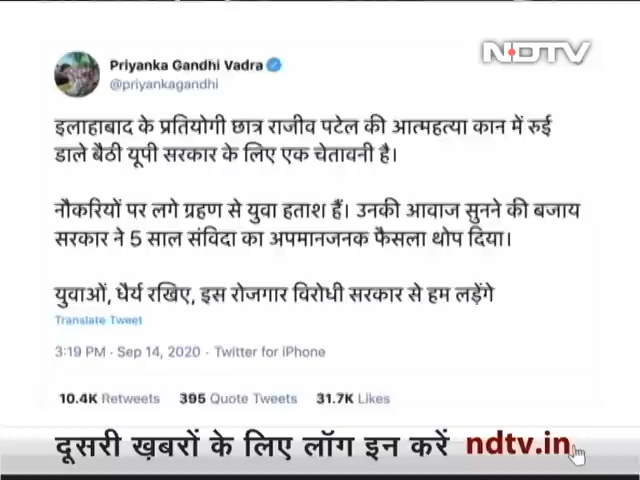 Priyanka Gandhi Vadra
NDTV
@priyankagandhi
इलाहाबाद के प्रतियोगी छात्र राजीव पटेल की आत्महत्या कान में रुई
डाले बैठी यूपी सरकार के लिए एक चेतावनी है।
नौकरियों पर लगे ग्रहण से युवा हताश हैं। उनकी आवाज सुनने की बजाय
सरकार ने 5 साल संविदा का अपमानजनक फैसला थोप दिया।
युवाओं, धैर्य रखिए, इस रोजगार विरोधी सरकार से हम लड़ेंगे
Translate Tweet
3:19 PM · Sep 14, 2020 · Twitter for iPhone
10.4K Retweets 395 Quote Tweets 31.7K Likes
दूसरी ख़बरों के लिए लॉग इन करें ndtv.in